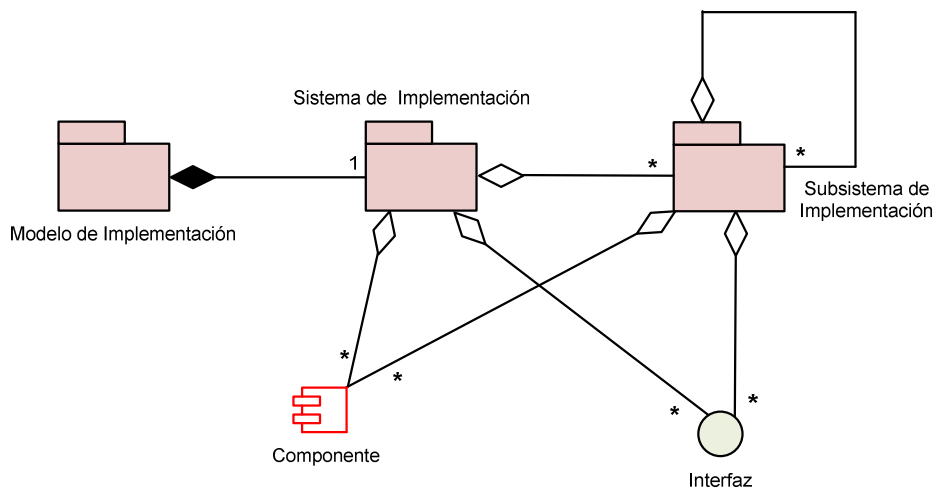 Sistema de Implementación
1
*
*
Subsistema de
Implementación
Modelo de Implementación
*
*
*
*
Componente
Interfaz